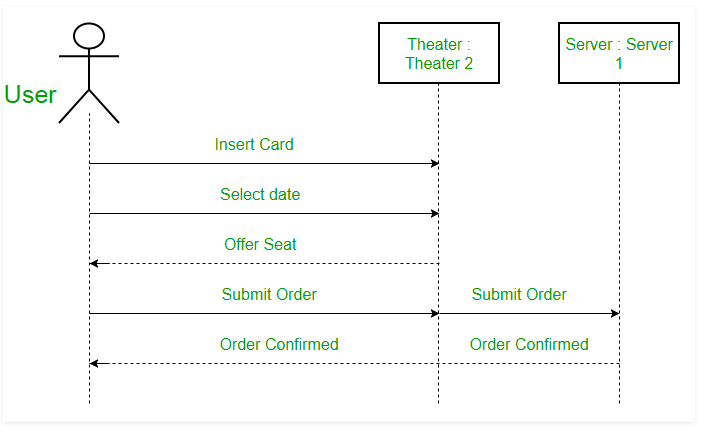 User
Theater :
Theater 2
Server : Server
1
Insert Card
Select date
Offer Seat
Submit Order
Submit Order
Order Confirmed
Order Confirmed